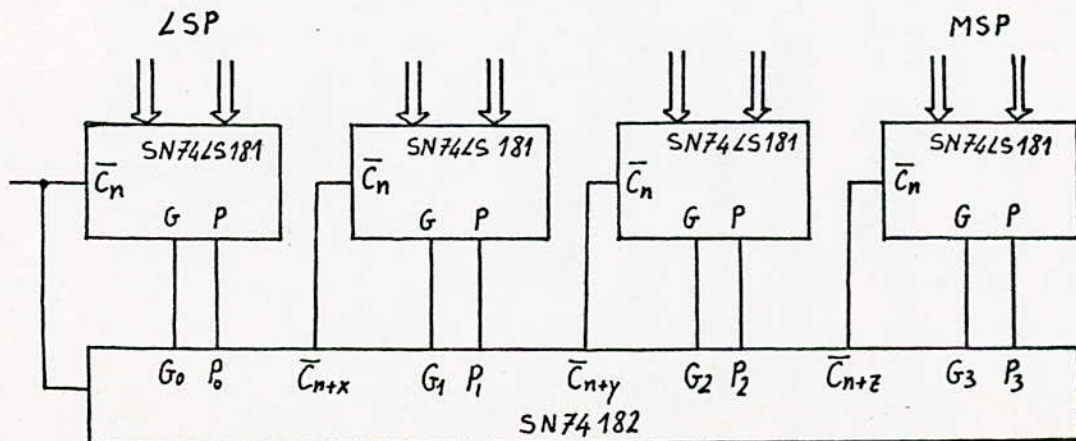 LSP MSP
SN74LS181 SN74LS181 SN74LS181 SN74LS181
C̅n C̅n C̅n C̅n
G P G P G P G P
G0 P0 C̅n+x G1 P1 C̅n+y G2 P2 C̅n+z G3 P3
SN74182